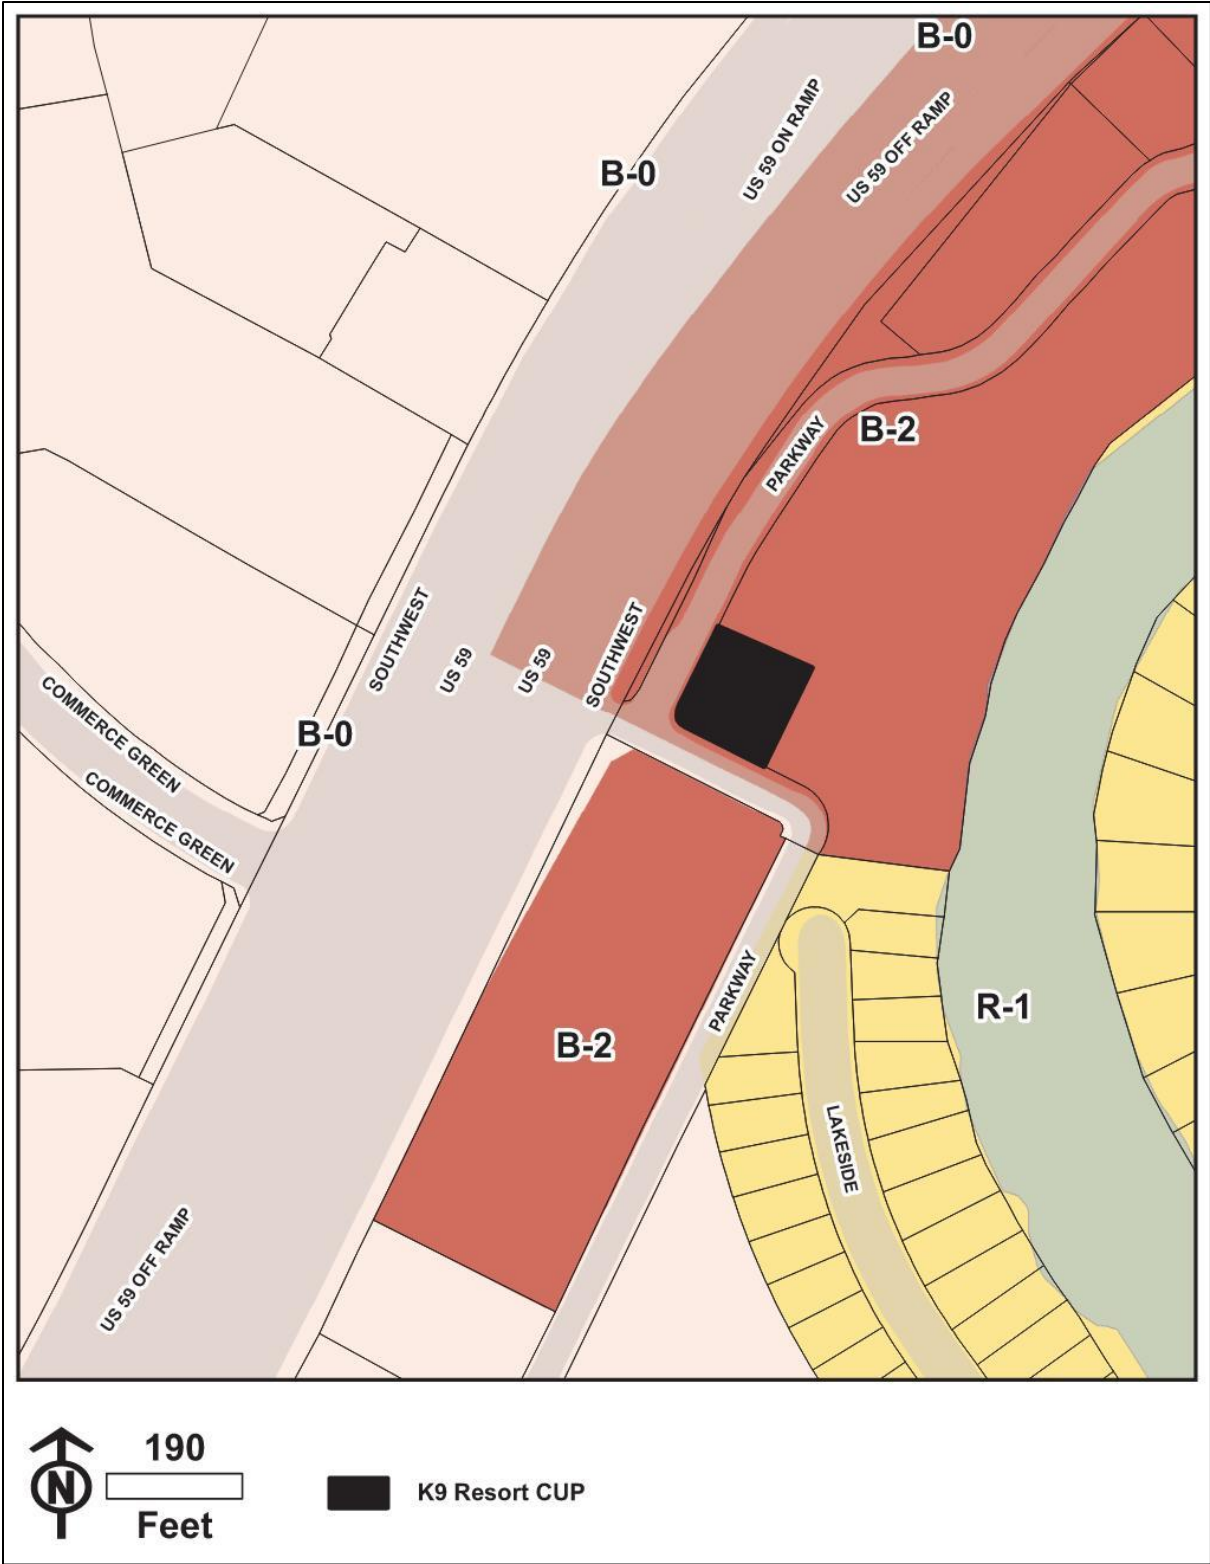 B-0
US 59 ON RAMP
US 59 OFF RAMP
B-0
B-2
PARKWAY
SOUTHWEST
US 59
US 59
SOUTHWEST
COMMERCE GREEN
B-0
COMMERCE GREEN
PARKWAY
R-1
B-2
LAKESIDE
US 59 OFF RAMP
N
190
Feet
K9 Resort CUP